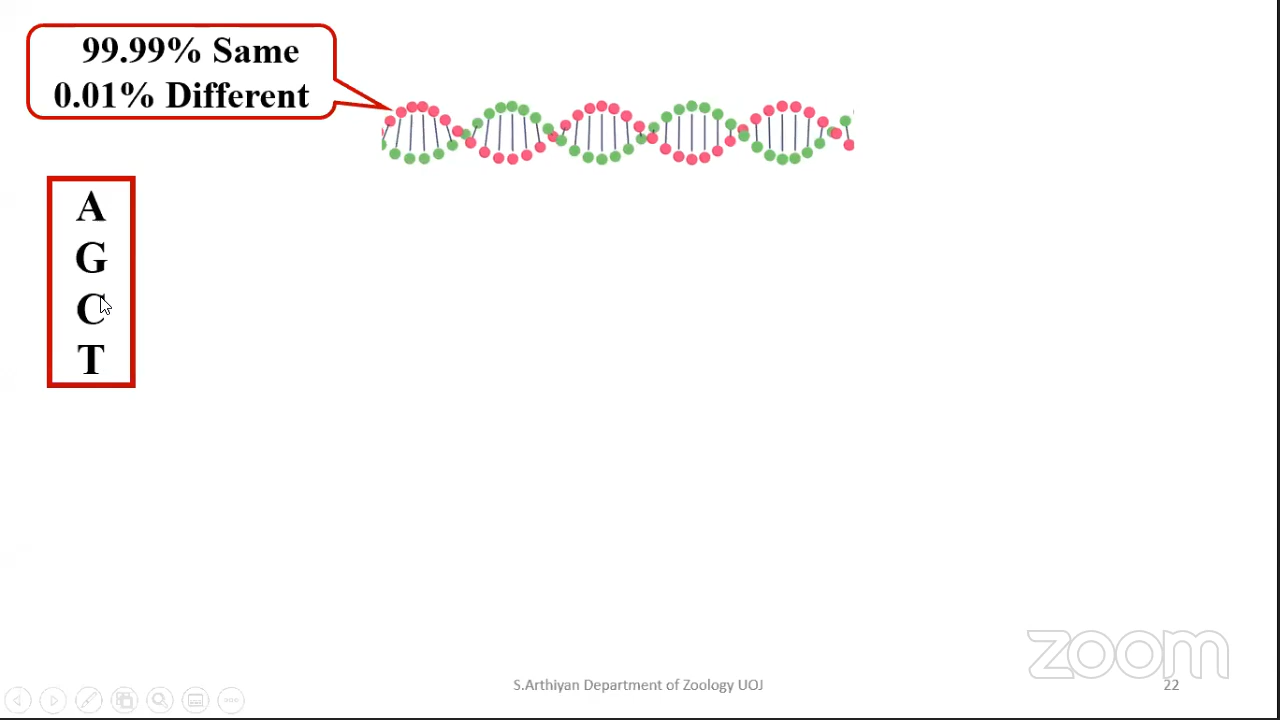 99.99% Same
0.01% Different
A
G
C
T
zoom
S.Arthiyan Department of Zoology UOJ
22